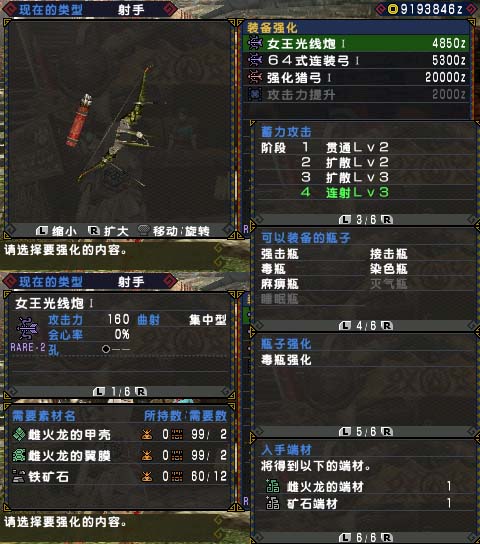 现在的类型 射手
9193846z
L 缩小 R 扩大 移动/旋转
请选择要强化的内容。
装备强化
女王光线炮 I 4850z
64式连装弓 I 5300z
强化猎弓 I 20000z
攻击力提升 2000z
蓄力攻击
阶段 1 贯通Lv2
2 扩散Lv2
3 扩散Lv3
4 连射Lv3
L 3/6 R
可以装备的瓶子
强击瓶 接击瓶
毒瓶 染色瓶
麻痹瓶 灭气瓶
睡眠瓶
L 4/6 R
现在的类型 射手
女王光线炮 I
攻击力 160 曲射 集中型
会心率 0%
RARE-2 孔 ●――
L 1/6 R
需要素材名 所持数/需要数
雌火龙的甲壳 0 99/ 2
雌火龙的翼膜 0 99/ 2
铁矿石 0 60/12
请选择要强化的内容。
瓶子强化
毒瓶强化
L 5/6 R
入手端材
将得到以下的端材。
雌火龙的端材 1
矿石端材 1
L 6/6 R